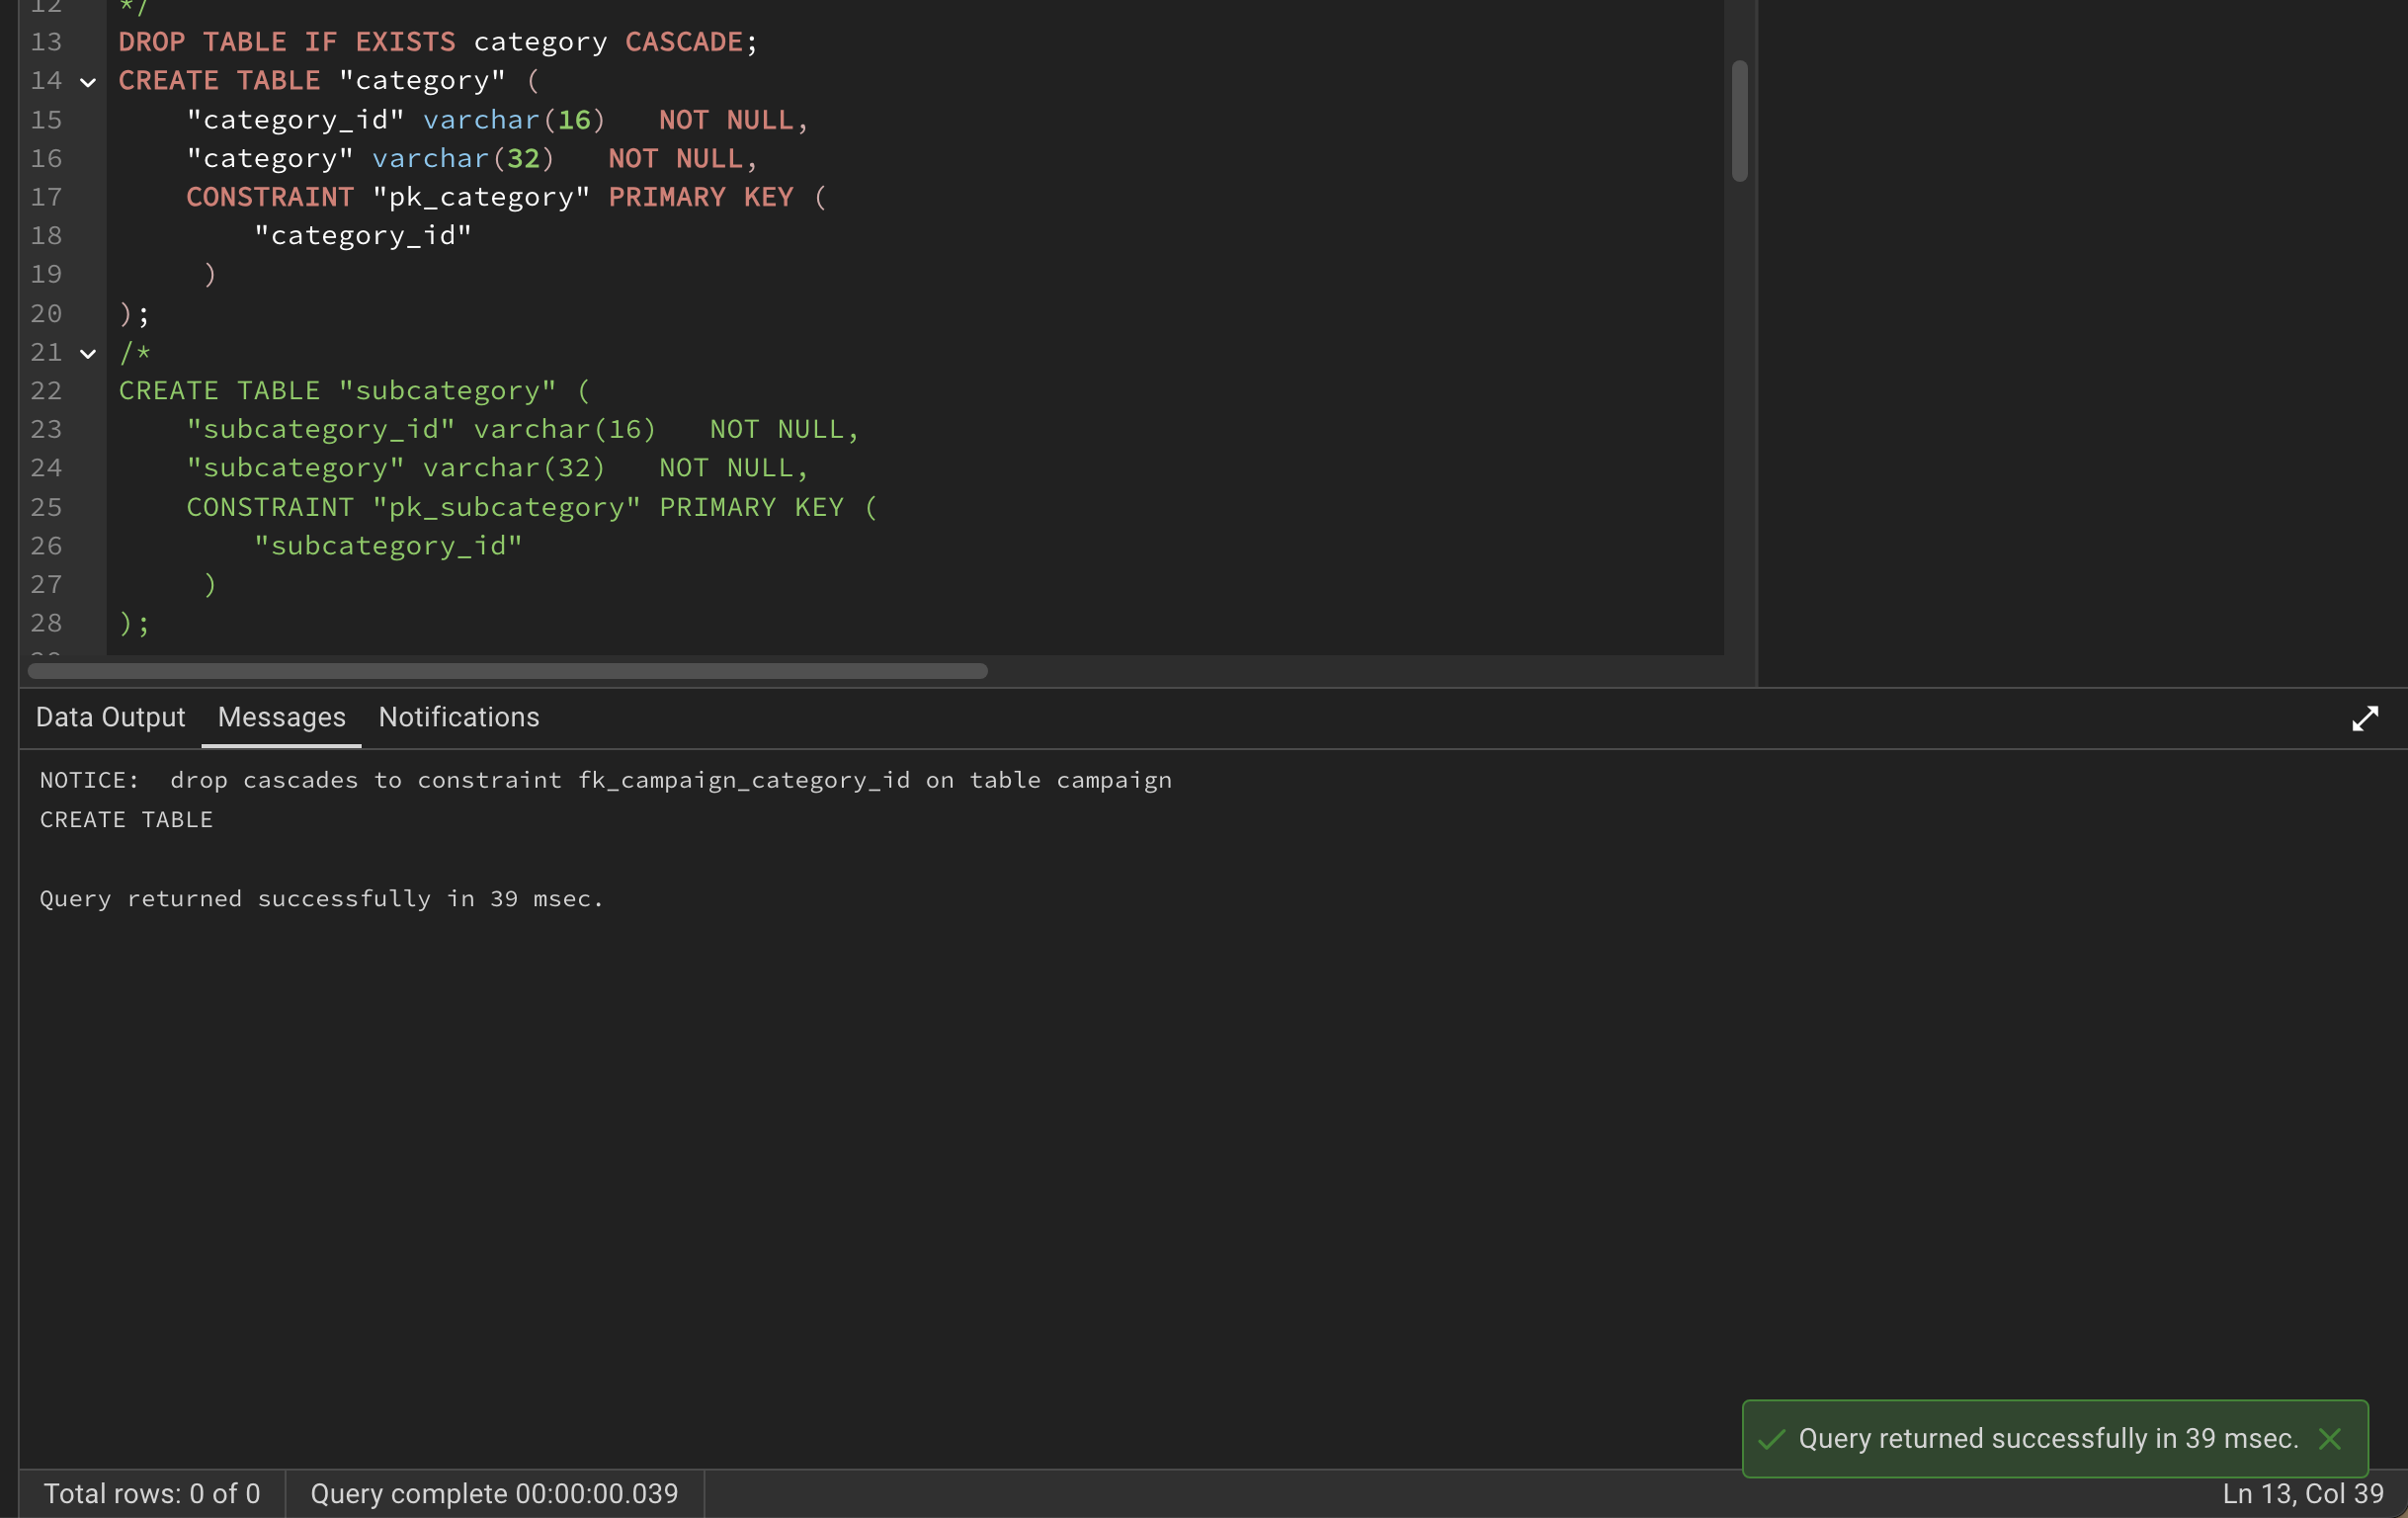 12 */
13 DROP TABLE IF EXISTS category CASCADE;
14 CREATE TABLE "category" (
15     "category_id" varchar(16)   NOT NULL,
16     "category" varchar(32)   NOT NULL,
17     CONSTRAINT "pk_category" PRIMARY KEY (
18         "category_id"
19      )
20 );
21 /*
22 CREATE TABLE "subcategory" (
23     "subcategory_id" varchar(16)   NOT NULL,
24     "subcategory" varchar(32)   NOT NULL,
25     CONSTRAINT "pk_subcategory" PRIMARY KEY (
26         "subcategory_id"
27      )
28 );
Data Output Messages Notifications
NOTICE:  drop cascades to constraint fk_campaign_category_id on table campaign
CREATE TABLE
Query returned successfully in 39 msec.
Query returned successfully in 39 msec.
Total rows: 0 of 0 Query complete 00:00:00.039 Ln 13, Col 39